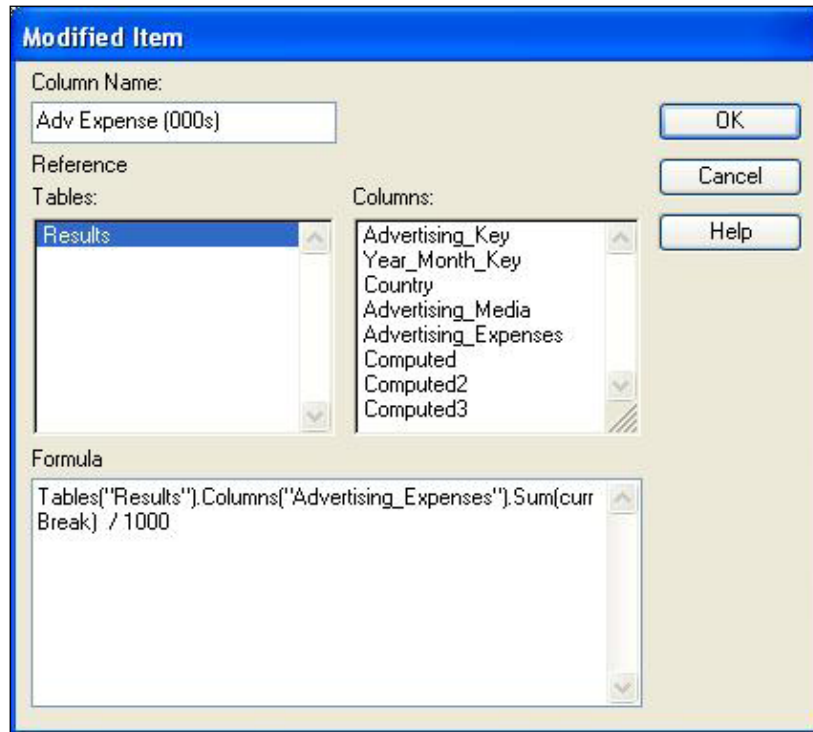 Modified Item
Column Name:
Adv Expense (000s)
OK
Reference
Cancel
Tables:
Columns:
Help
Results
Advertising_Key
Year_Month_Key
Country
Advertising_Media
Advertising_Expenses
Computed
Computed2
Computed3
Formula
Tables("Results").Columns("Advertising_Expenses").Sum(curr
Break) / 1000